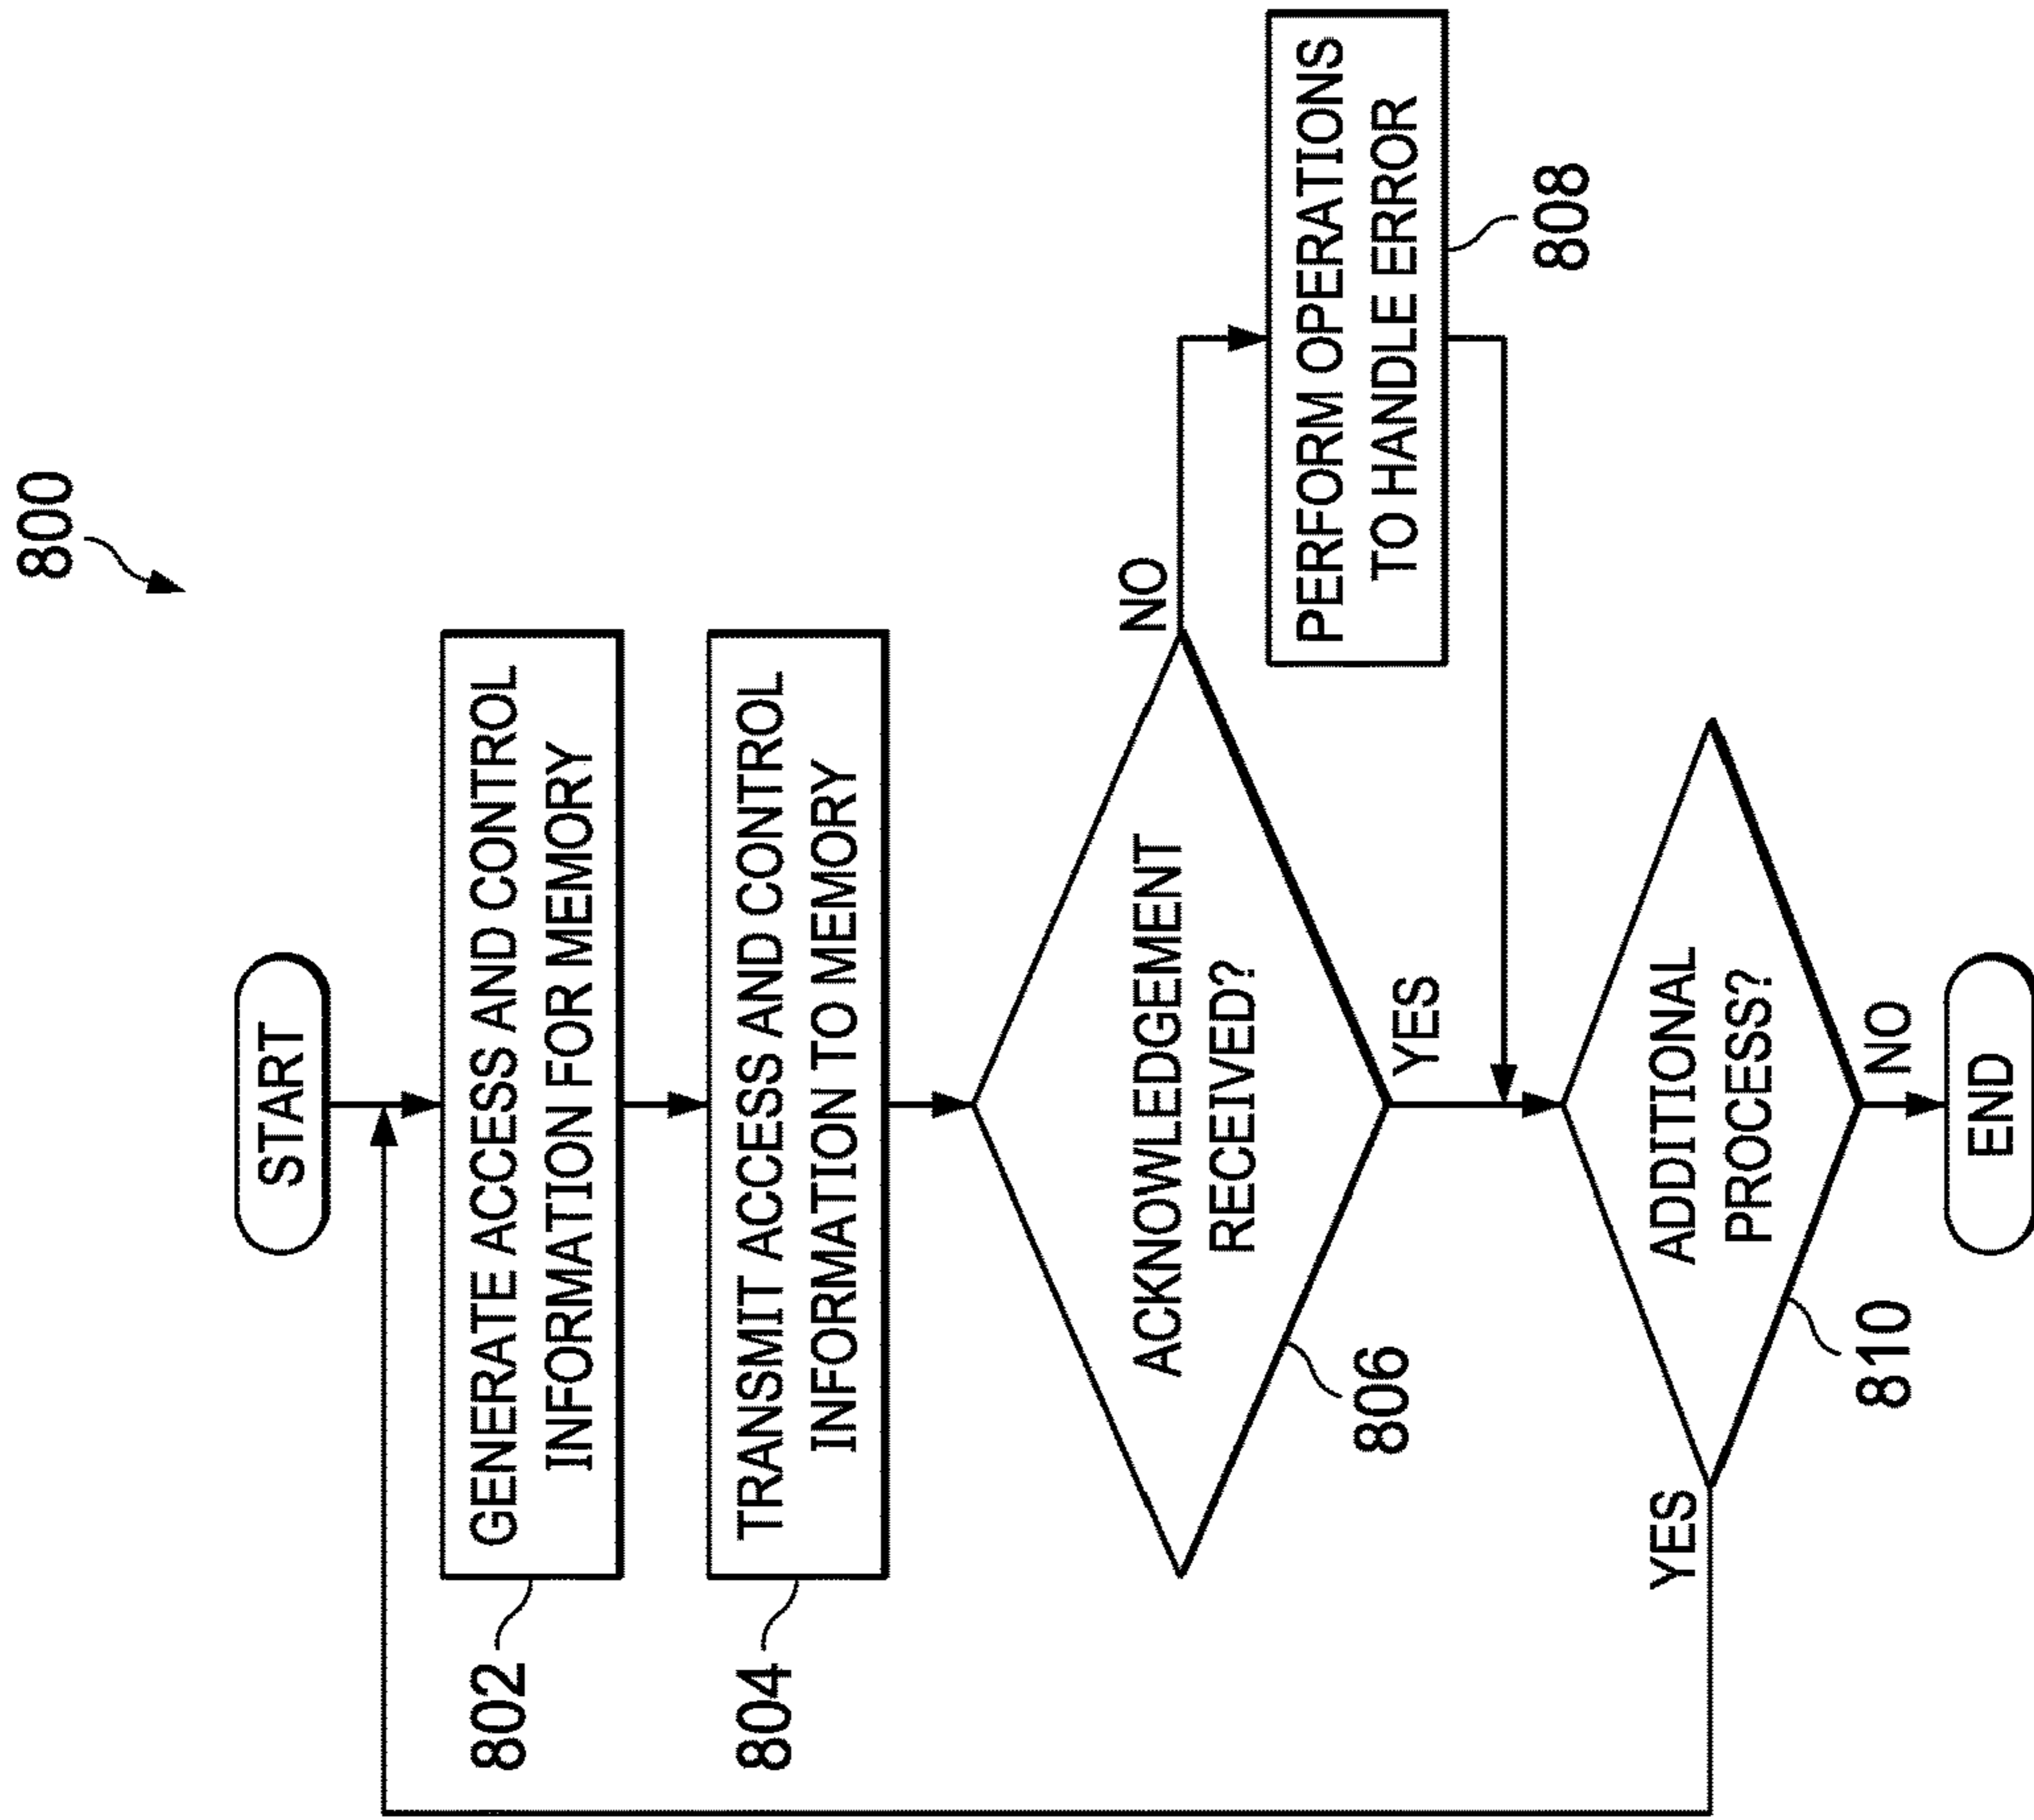 800
START
802
GENERATE ACCESS AND CONTROL
INFORMATION FOR MEMORY
804
TRANSMIT ACCESS AND CONTROL
INFORMATION TO MEMORY
ACKNOWLEDGEMENT
RECEIVED?
806
NO
YES
PERFORM OPERATIONS
TO HANDLE ERROR
808
ADDITIONAL
PROCESS?
810
YES
NO
END